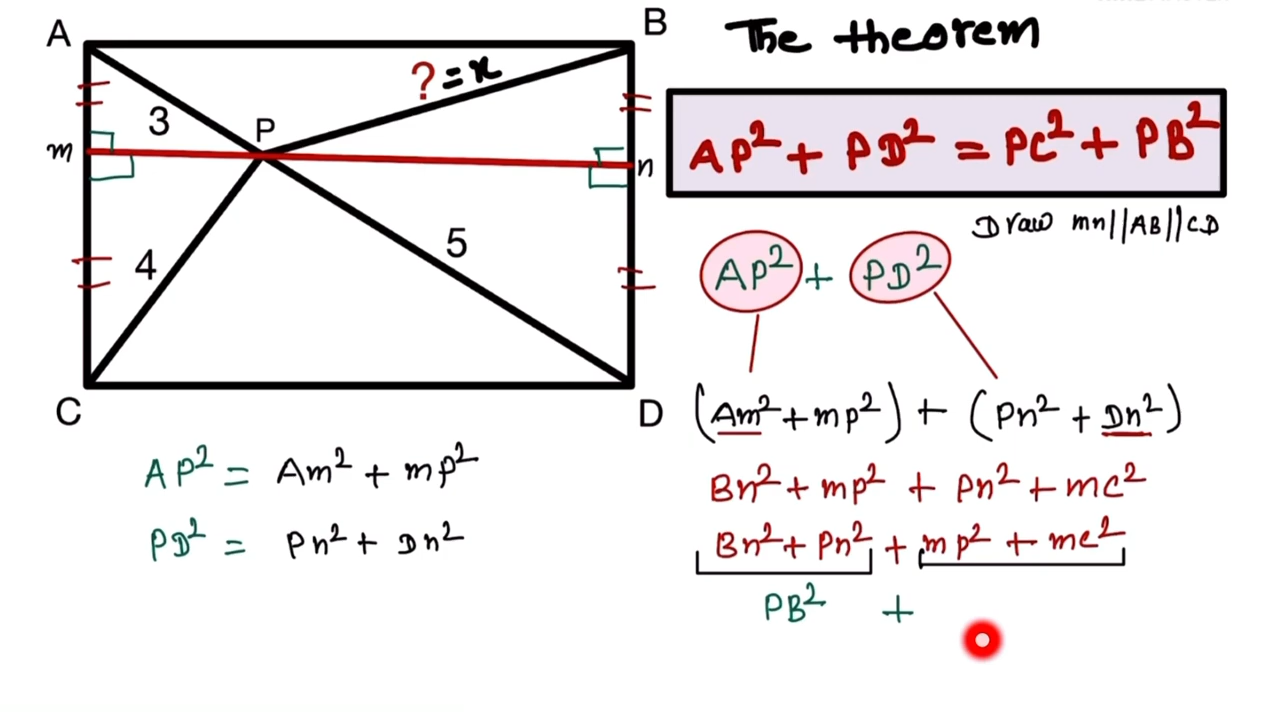 The theorem
A
B
? = x
3
P
m
n
AP² + PD² = PC² + PB²
Draw mn||AB||CD
4
5
AP² + PD²
C
D
(Am² + mp²) + (Pn² + Dn²)
AP² = Am² + mp²
Bn² + mp² + Pn² + mc²
PD² = Pn² + Dn²
Bn² + Pn² + mp² + mc²
PB² +